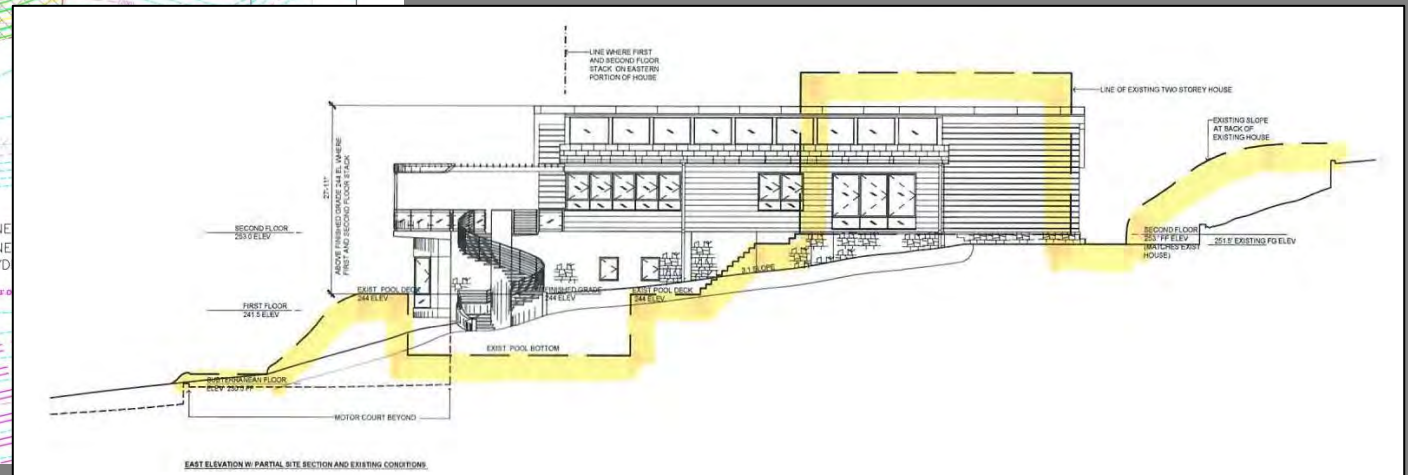 LINE WHERE FIRST
AND SECOND FLOOR
STACK ON EASTERN
PORTION OF HOUSE
LINE OF EXISTING TWO STOREY HOUSE
EXISTING SLOPE
AT BACK OF
EXISTING HOUSE
27'-11"
ABOVE FINISHED GRADE 244 EL WHERE
FIRST AND SECOND FLOOR STACK
SECOND FLOOR
253.0 ELEV
SECOND FLOOR
253.' FF ELEV
(MATCHES EXIST
HOUSE)
251.5' EXISTING FG ELEV
SLOPE
EXIST POOL DECK
244 ELEV
FINISHED GRADE
244 ELEV
EXIST POOL DECK
244 ELEV
FIRST FLOOR
241.5 ELEV
EXIST POOL BOTTOM
SUBTERRANEAN FLOOR
MOTOR COURT BEYOND
EAST ELEVATION W/ PARTIAL SITE SECTION AND EXISTING CONDITIONS